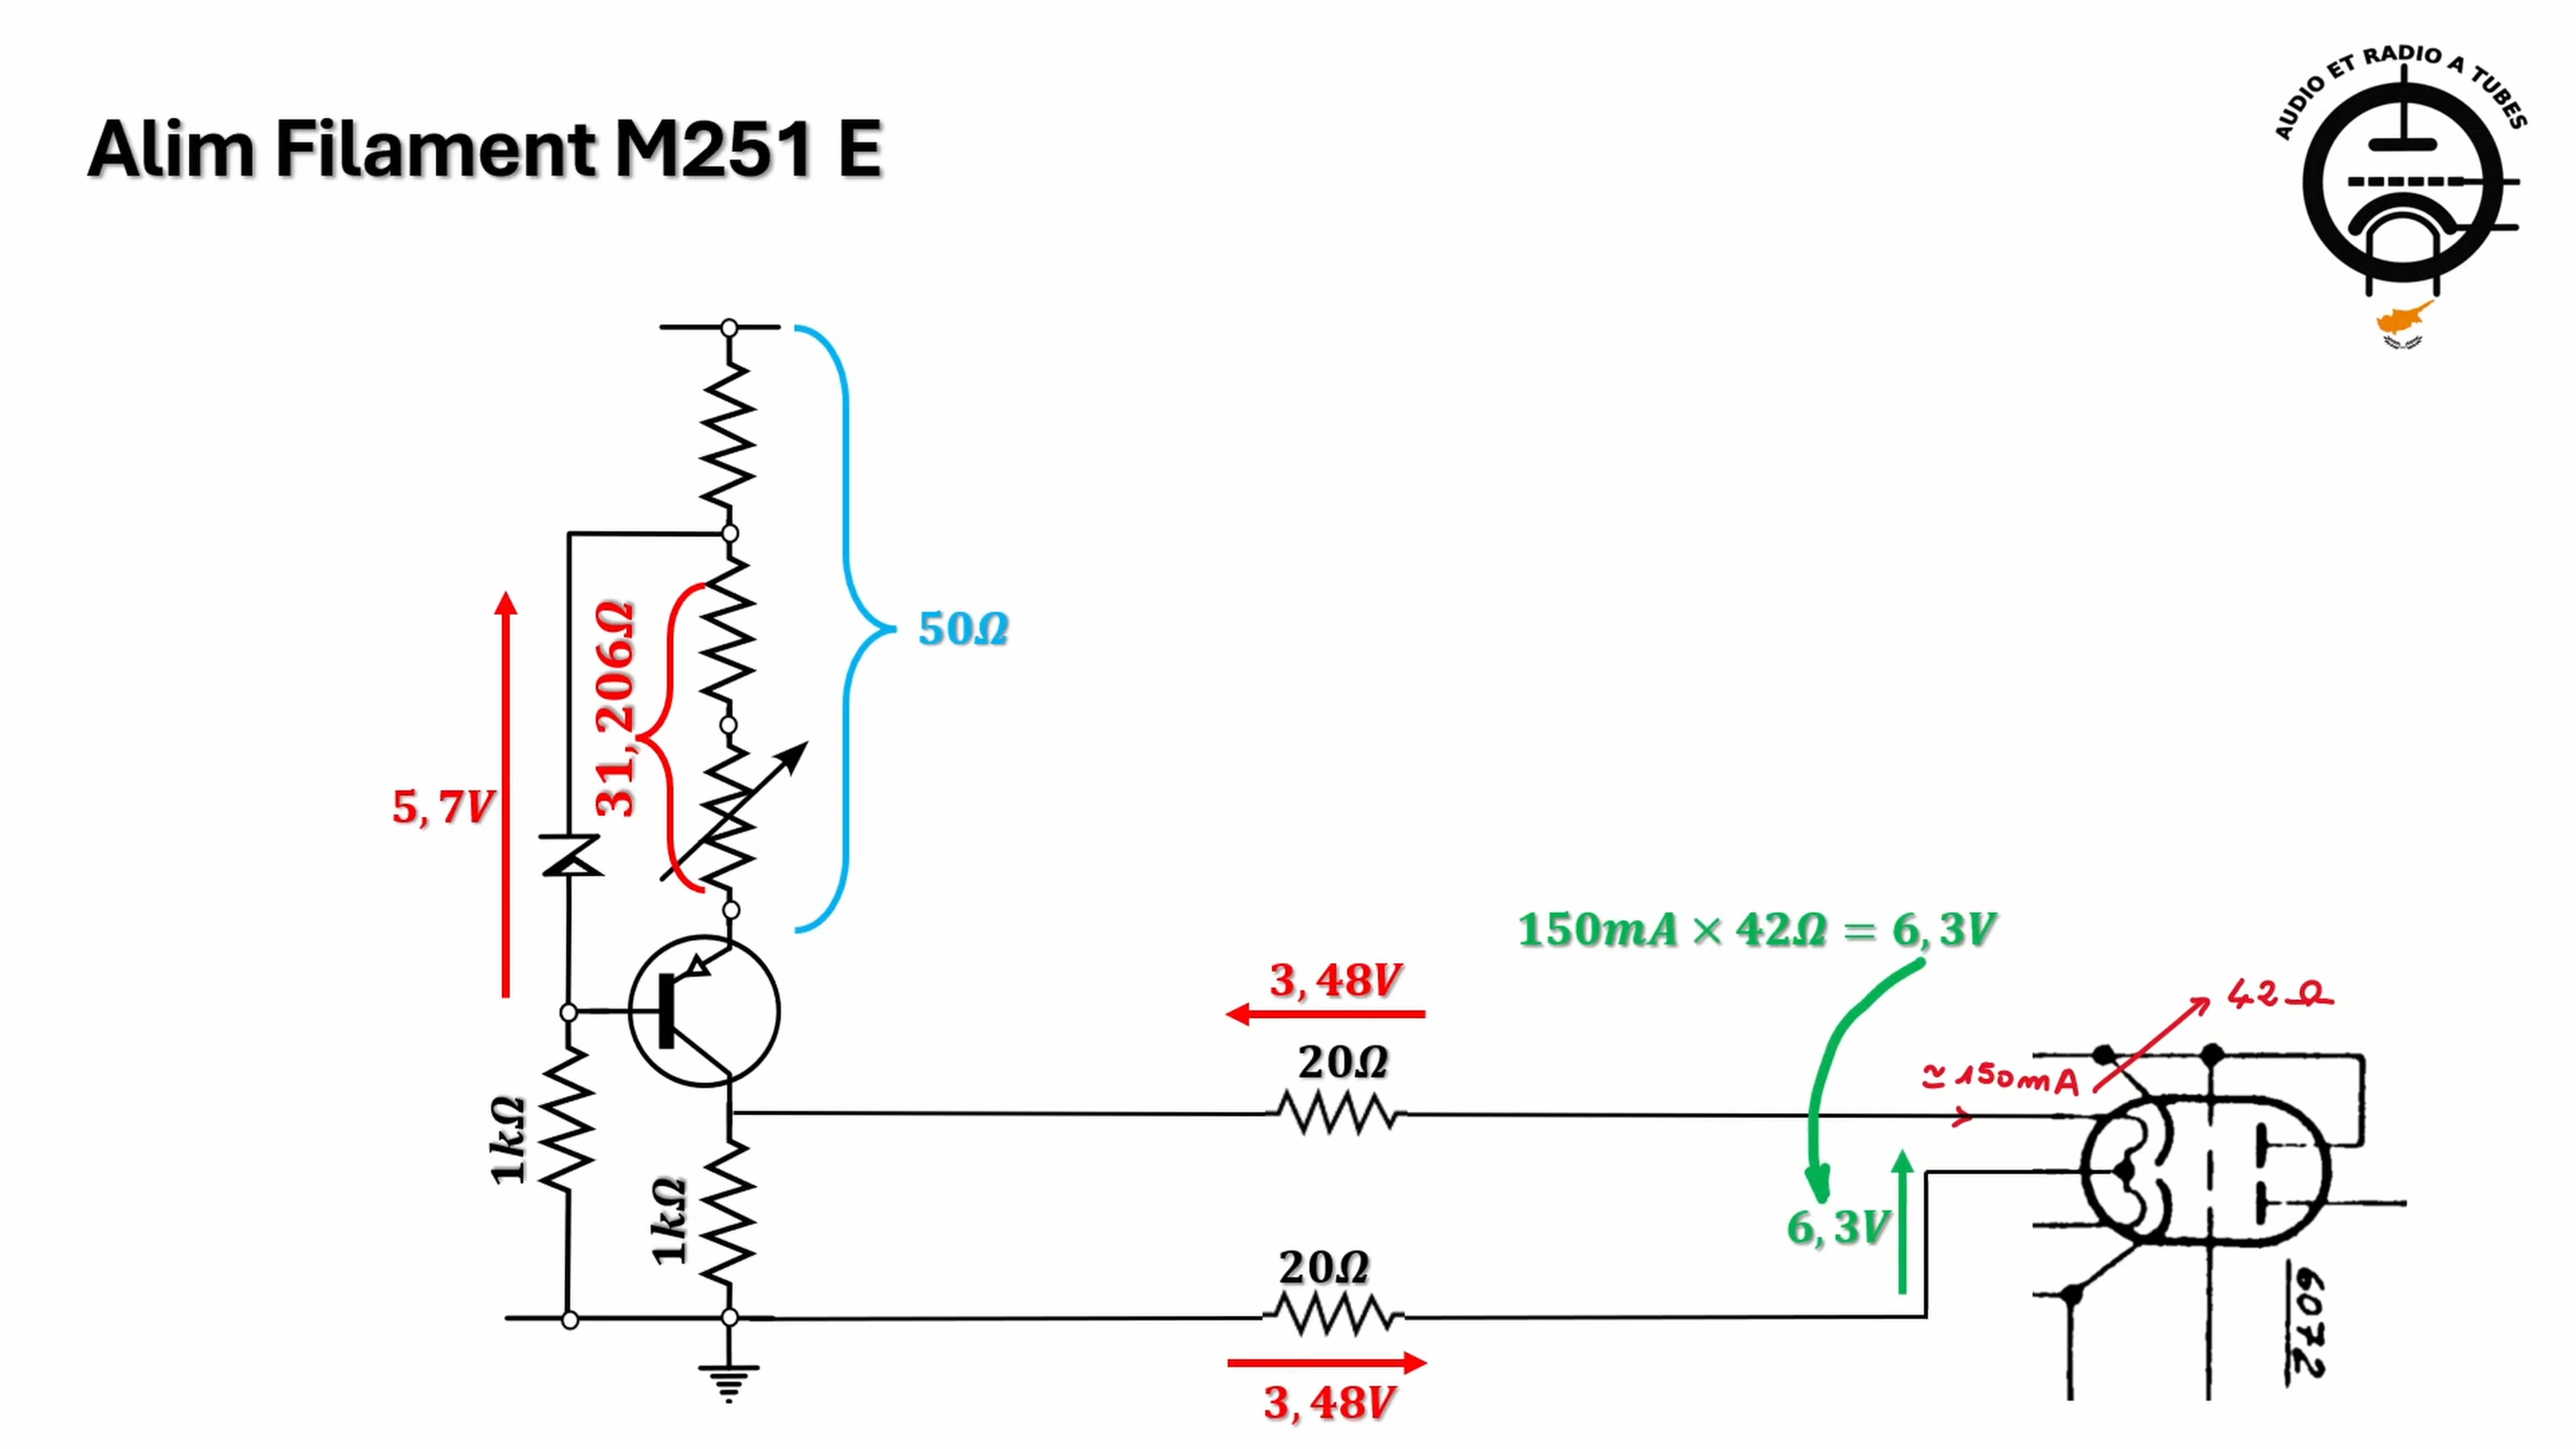 AUDIO ET RADIO A TUBES
Alim Filament M251 E
50Ω
31,206Ω
5,7V
150mA × 42Ω = 6,3V
3,48V
42 Ω
20Ω
≃ 150mA
1kΩ
1kΩ
6,3V
20Ω
6072
3,48V